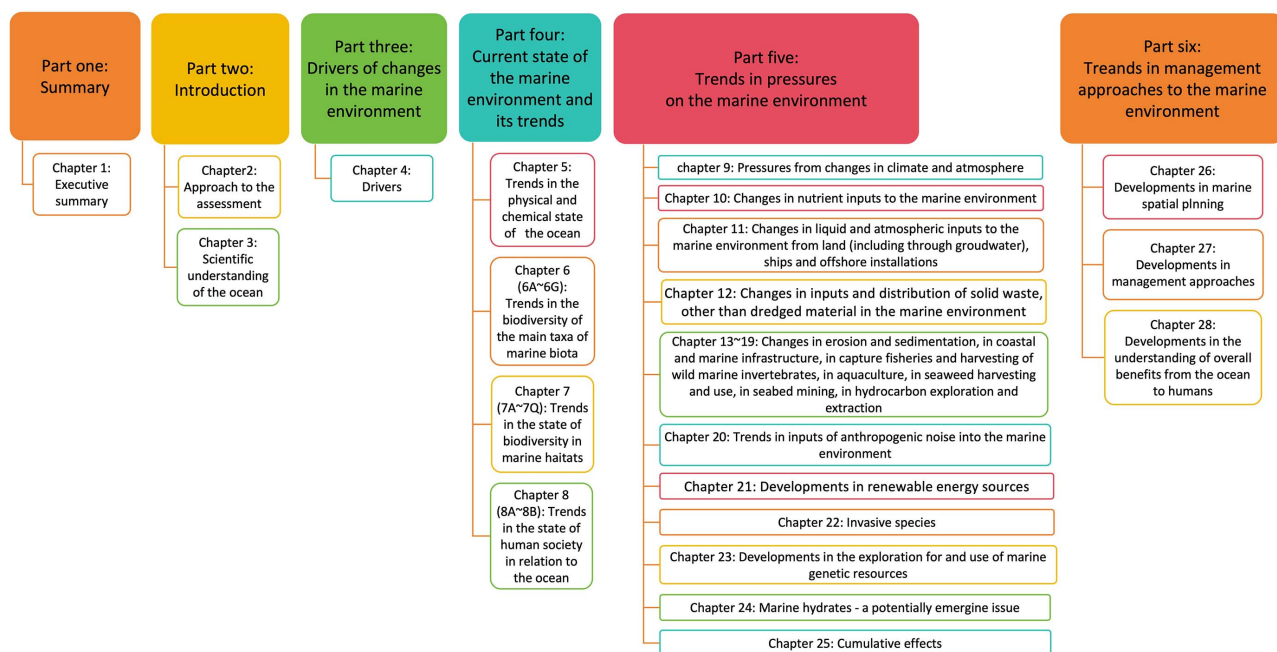 Part one:
Summary
Chapter 1:
Executive
summary
Part two:
Introduction
Chapter2:
Approach to the
assessment
Chapter 3:
Scientific
understanding
of the ocean
Part three:
Drivers of changes
in the marine
environment
Chapter 4:
Drivers
Part four:
Current state of
the marine
environment and
its trends
Chapter 5:
Trends in the
physical and
chemical state
of the ocean
Chapter 6
(6A~6G):
Trends in the
biodiversity of
the main taxa of
marine biota
Chapter 7
(7A~7Q): Trends
in the state of
biodiversity in
marine haitats
Chapter 8
(8A~8B): Trends
in the state of
human society
in relation to
the ocean
Part five:
Trends in pressures
on the marine environment
chapter 9: Pressures from changes in climate and atmosphere
Chapter 10: Changes in nutrient inputs to the marine environment
Chapter 11: Changes in liquid and atmospheric inputs to the
marine environment from land (including through groudwater),
ships and offshore installations
Chapter 12: Changes in inputs and distribution of solid waste,
other than dredged material in the marine environment
Chapter 13~19: Changes in erosion and sedimentation, in coastal
and marine infrastructure, in capture fisheries and harvesting of
wild marine invertebrates, in aquaculture, in seaweed harvesting
and use, in seabed mining, in hydrocarbon exploration and
extraction
Chapter 20: Trends in inputs of anthropogenic noise into the marine
environment
Chapter 21: Developments in renewable energy sources
Chapter 22: Invasive species
Chapter 23: Developments in the exploration for and use of marine
genetic resources
Chapter 24: Marine hydrates - a potentially emergine issue
Chapter 25: Cumulative effects
Part six:
Treands in management
approaches to the marine
environment
Chapter 26:
Developments in marine
spatial plnning
Chapter 27:
Developments in
management approaches
Chapter 28:
Developments in the
understanding of overall
benefits from the ocean
to humans